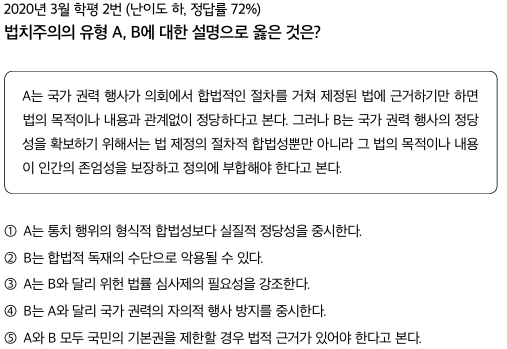 2020년 3월 학평 2번 (난이도 하, 정답률 72%)
법치주의의 유형 A, B에 대한 설명으로 옳은 것은?
A는 국가 권력 행사가 의회에서 합법적인 절차를 거쳐 제정된 법에 근거하기만 하면
법의 목적이나 내용과 관계없이 정당하다고 본다. 그러나 B는 국가 권력 행사의 정당
성을 확보하기 위해서는 법 제정의 절차적 합법성뿐만 아니라 그 법의 목적이나 내용
이 인간의 존엄성을 보장하고 정의에 부합해야 한다고 본다.
① A는 통치 행위의 형식적 합법성보다 실질적 정당성을 중시한다.
② B는 합법적 독재의 수단으로 악용될 수 있다.
③ A는 B와 달리 위헌 법률 심사제의 필요성을 강조한다.
④ B는 A와 달리 국가 권력의 자의적 행사 방지를 중시한다.
⑤ A와 B 모두 국민의 기본권을 제한할 경우 법적 근거가 있어야 한다고 본다.